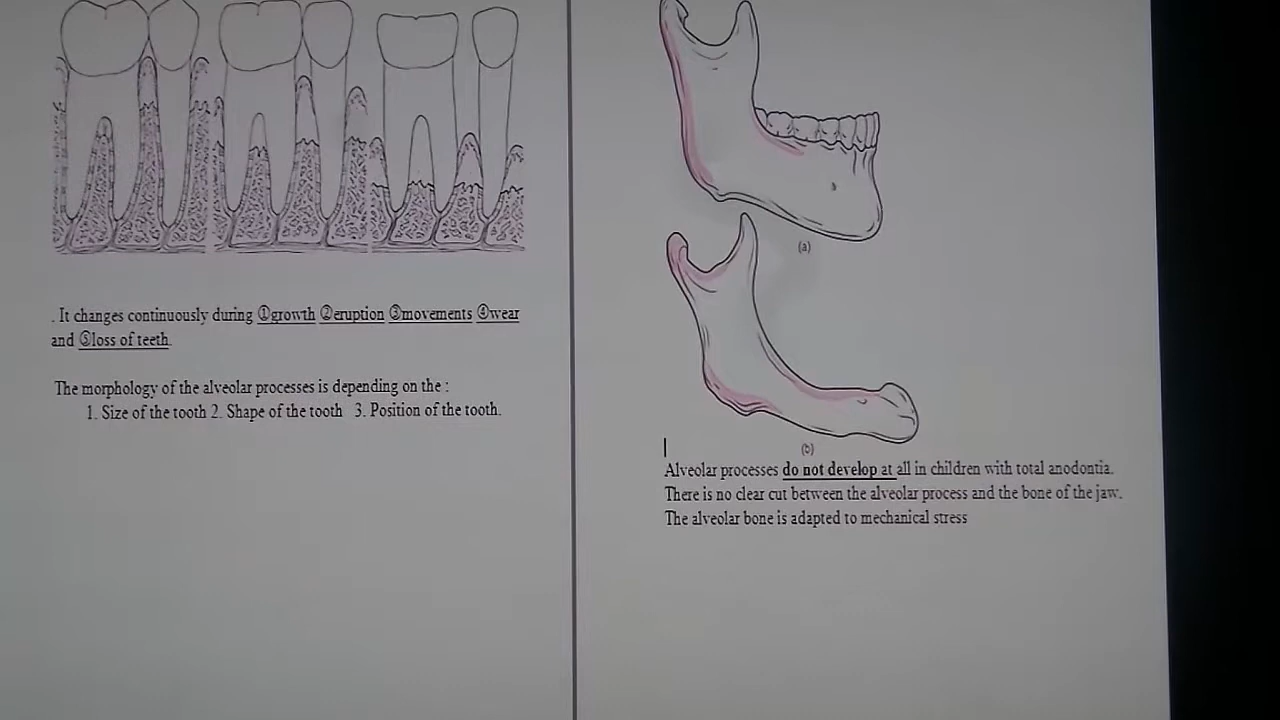 . It changes continuously during ①growth ②eruption ③movements ④wear
and ⑤loss of teeth.
The morphology of the alveolar processes is depending on the :
1. Size of the tooth 2. Shape of the tooth 3. Position of the tooth.
(a)
(b)
Alveolar processes do not develop at all in children with total anodontia.
There is no clear cut between the alveolar process and the bone of the jaw.
The alveolar bone is adapted to mechanical stress